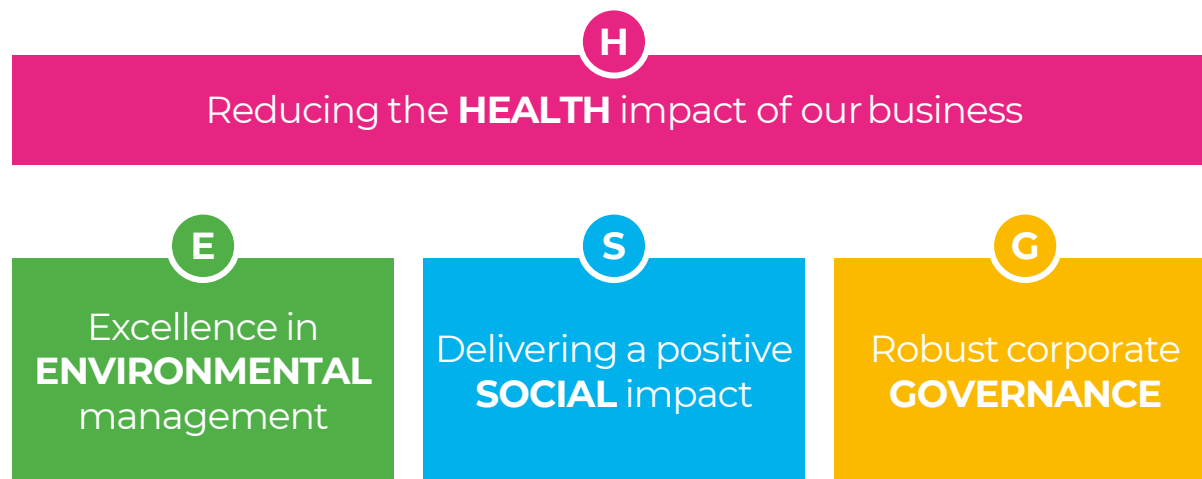 H
Reducing the HEALTH impact of our business
E
Excellence in
ENVIRONMENTAL
management
S
Delivering a positive
SOCIAL impact
G
Robust corporate
GOVERNANCE